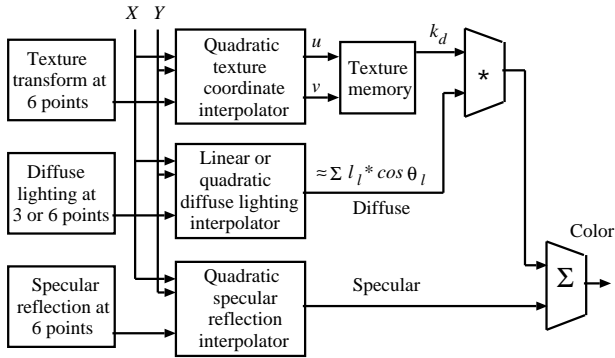 X Y
Texture
transform at
6 points
Quadratic
texture
coordinate
interpolator
u
v
Texture
memory
k_d
*
Diffuse
lighting at
3 or 6 points
Linear or
quadratic
diffuse lighting
interpolator
≈ Σ l_l * cos θ_l
Diffuse
Specular
reflection at
6 points
Quadratic
specular
reflection
interpolator
Specular
Σ
Color